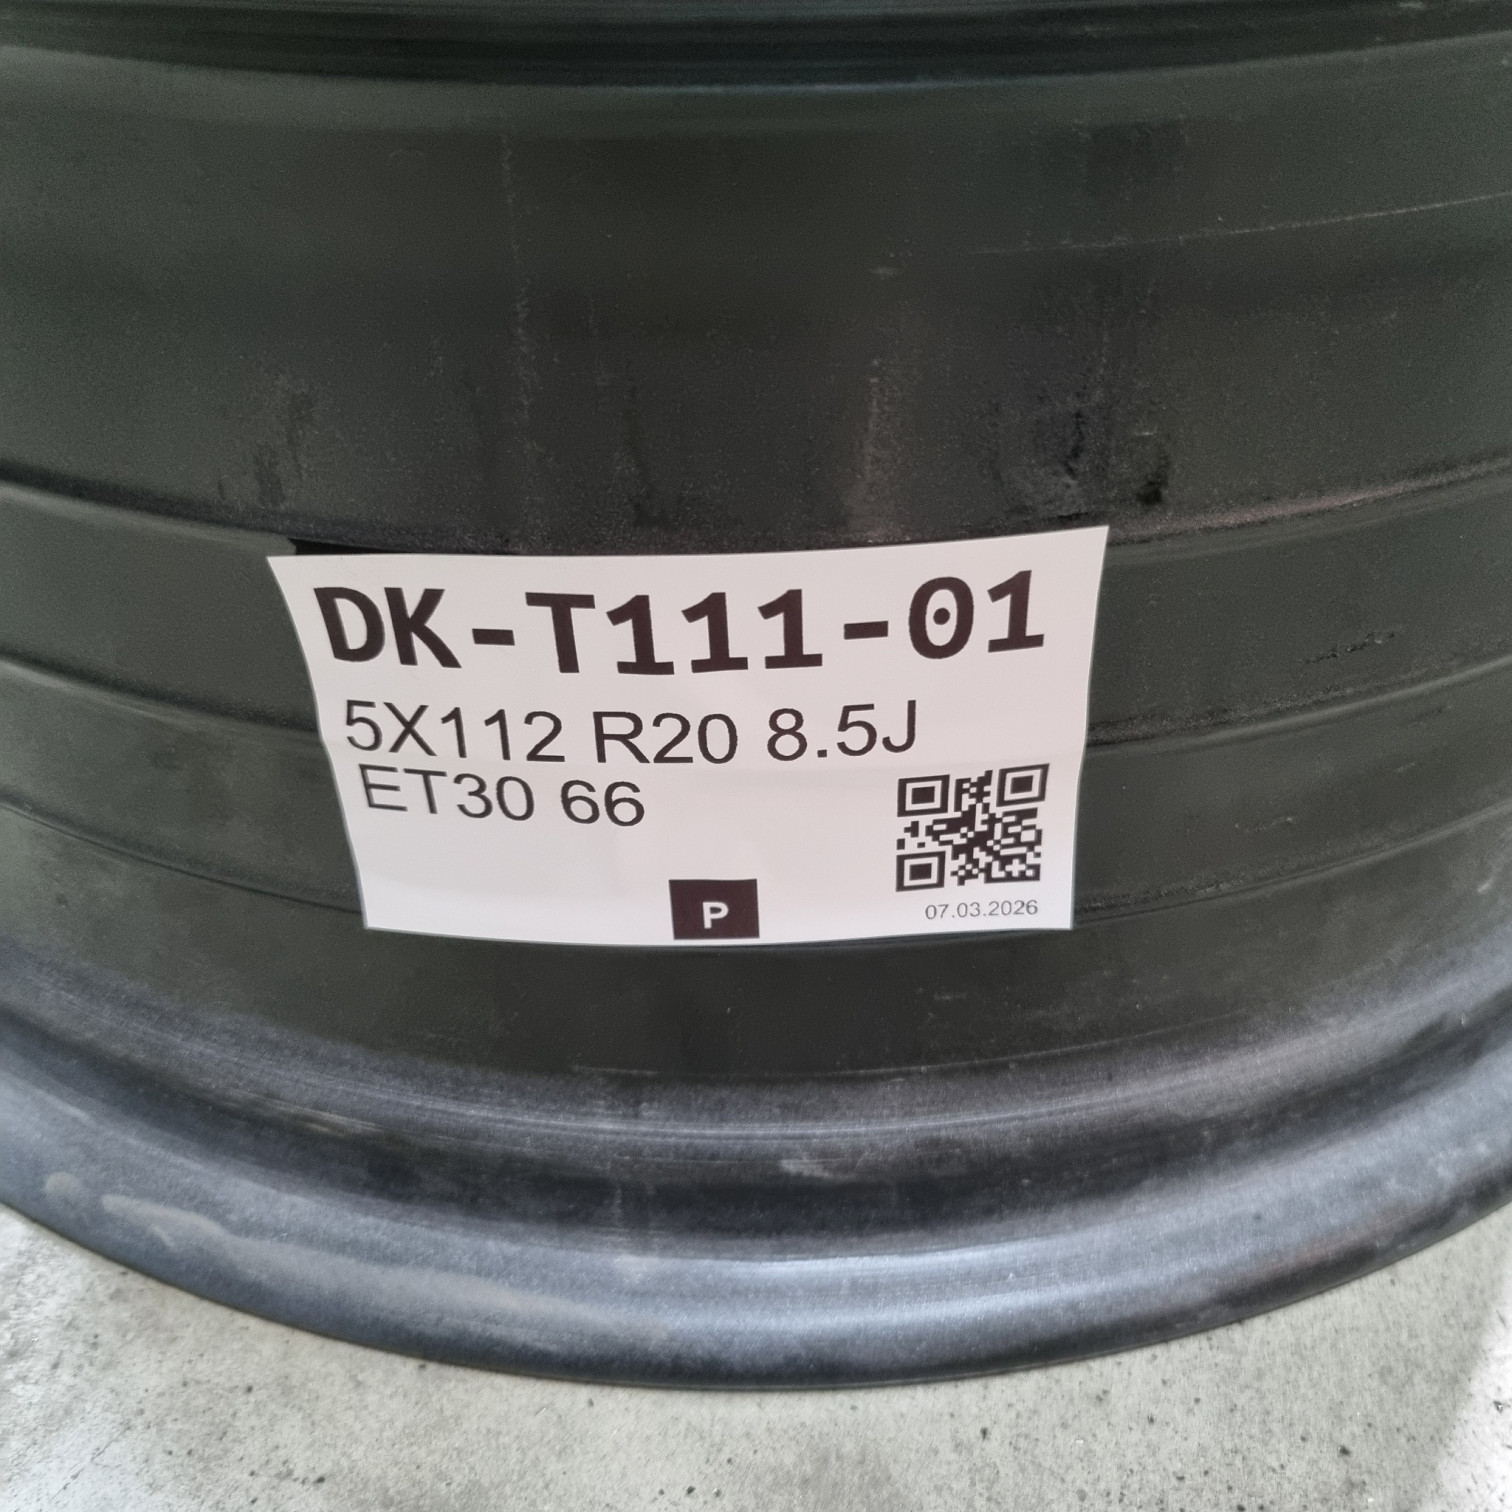 DK-T111-01
5X112 R20 8.5J
ET30 66
P
07.03.2026